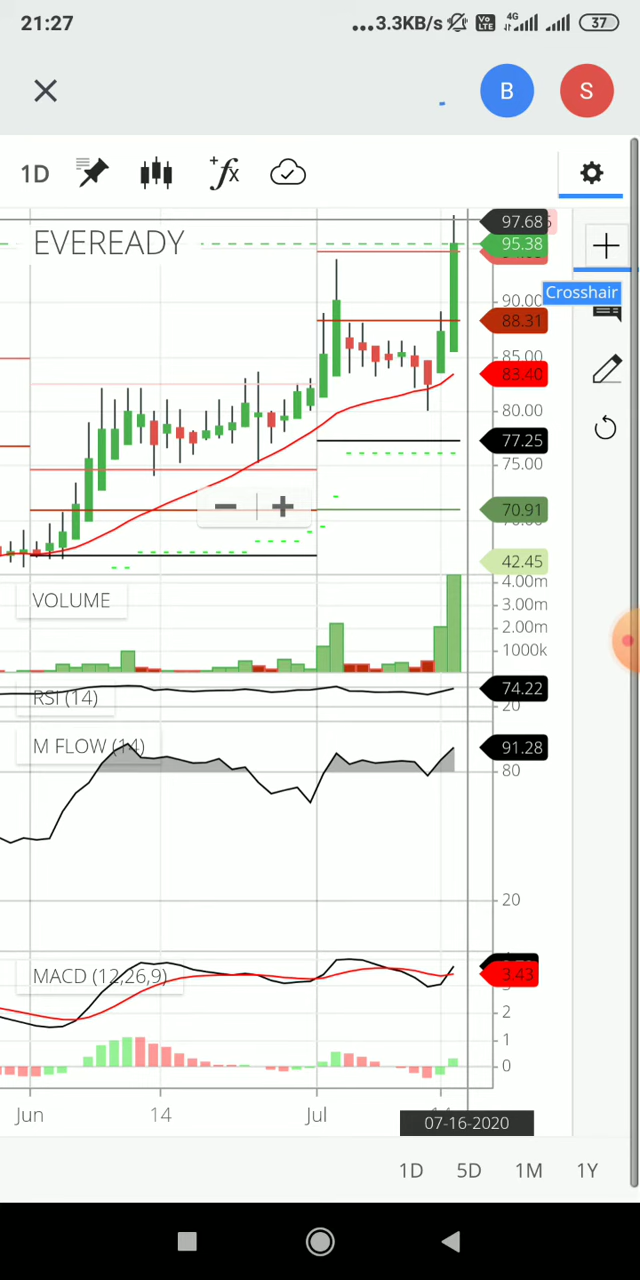 21:27
...3.3KB/s Vo LTE 4G 37
B S
1D +fx
EVEREADY
97.68
95.38
90.00
Crosshair
88.31
85.00
83.40
80.00
77.25
75.00
70.91
42.45
VOLUME
4.00m
3.00m
2.00m
1000k
RSI (14)
74.22
20
M FLOW (14)
91.28
80
20
MACD (12,26,9)
3.43
2
1
0
Jun 14 Jul
07-16-2020
1D 5D 1M 1Y